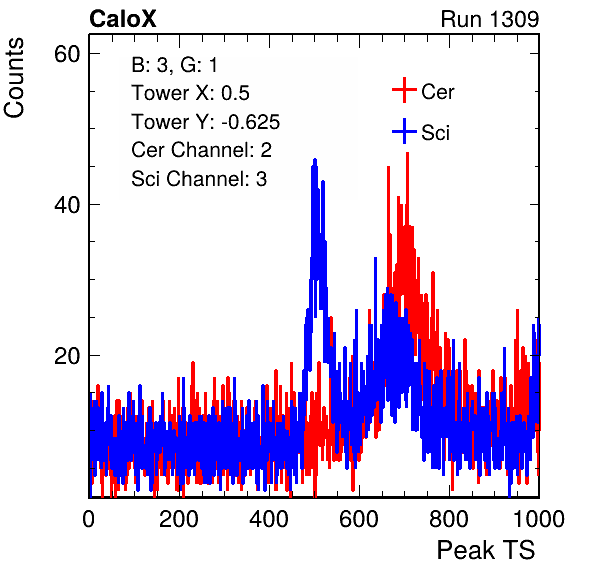 CaloX Run 1309
Counts
B: 3, G: 1
Tower X: 0.5
Tower Y: -0.625
Cer Channel: 2
Sci Channel: 3
Cer
Sci
60
40
20
0 200 400 600 800 1000
Peak TS